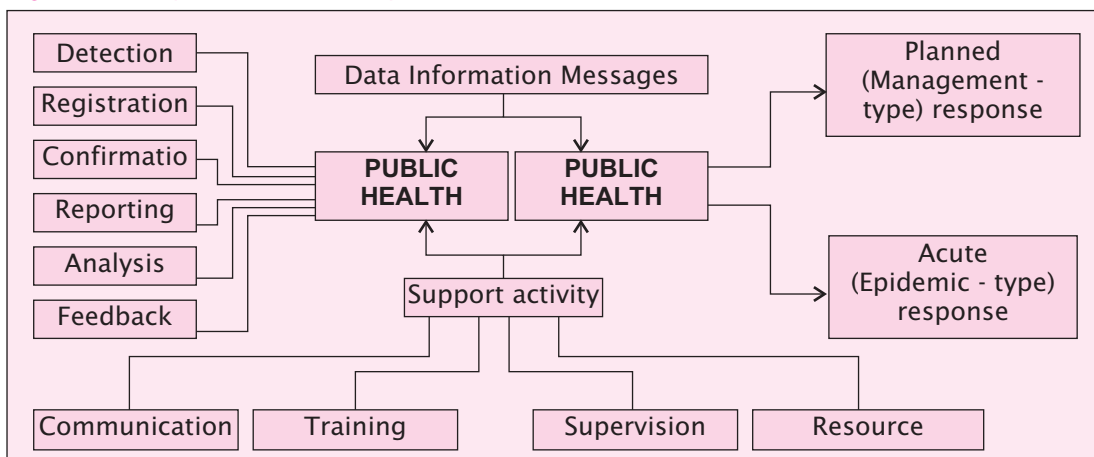 Detection
Registration
Confirmatio
Reporting
Analysis
Feedback
Data Information Messages
PUBLIC
HEALTH
PUBLIC
HEALTH
Support activity
Planned
(Management -
type) response
Acute
(Epidemic - type)
response
Communication
Training
Supervision
Resource